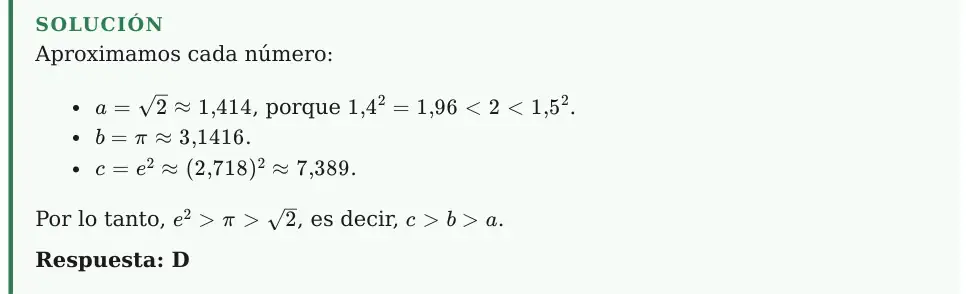 SOLUCIÓN
Aproximamos cada número:
• a = √2 ≈ 1,414, porque 1,4² = 1,96 < 2 < 1,5².
• b = π ≈ 3,1416.
• c = e² ≈ (2,718)² ≈ 7,389.
Por lo tanto, e² > π > √2, es decir, c > b > a.
Respuesta: D